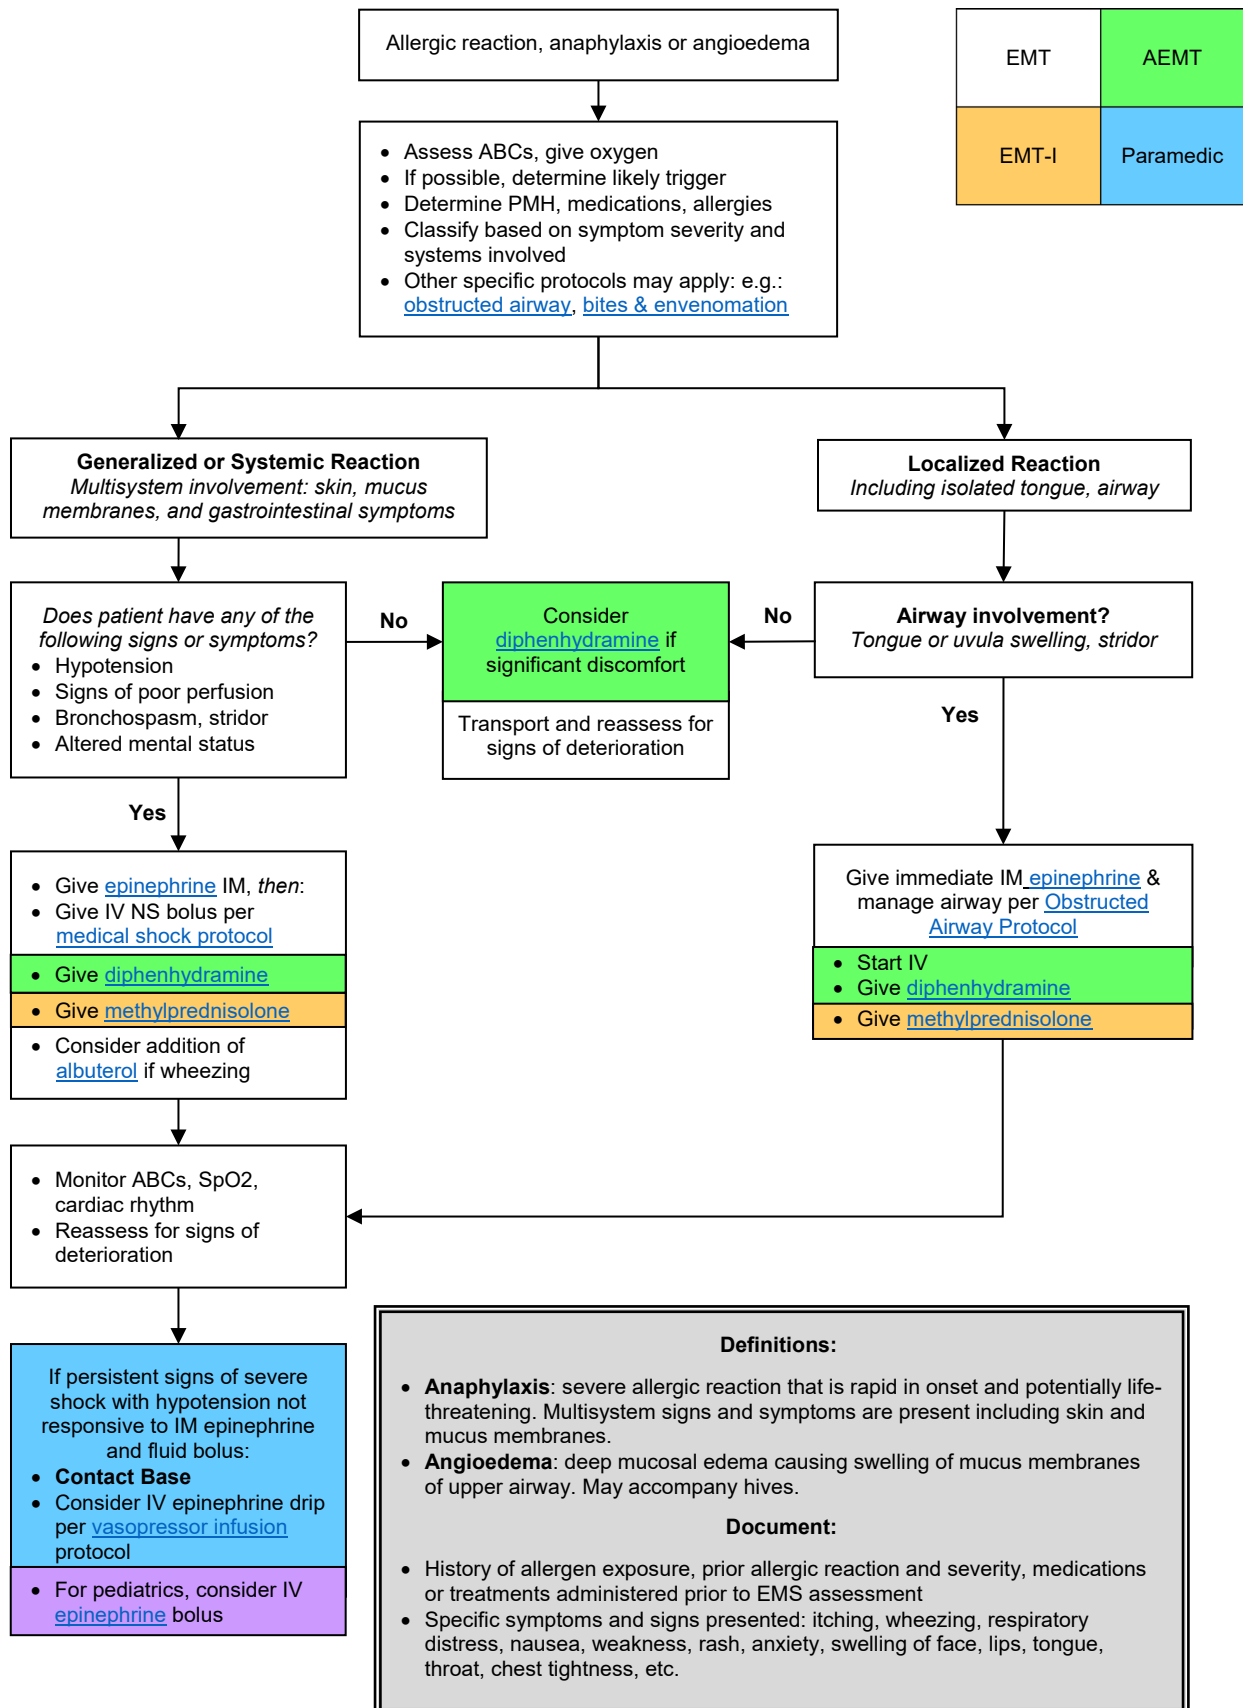 Allergic reaction, anaphylaxis or angioedema
EMT
AEMT
EMT-I
Paramedic
• Assess ABCs, give oxygen
• If possible, determine likely trigger
• Determine PMH, medications, allergies
• Classify based on symptom severity and
systems involved
• Other specific protocols may apply: e.g.:
obstructed airway, bites & envenomation
Generalized or Systemic Reaction
Multisystem involvement: skin, mucus
membranes, and gastrointestinal symptoms
Localized Reaction
Including isolated tongue, airway
Does patient have any of the
following signs or symptoms?
• Hypotension
• Signs of poor perfusion
• Bronchospasm, stridor
• Altered mental status
No
Consider
diphenhydramine if
significant discomfort
Transport and reassess for
signs of deterioration
No
Airway involvement?
Tongue or uvula swelling, stridor
Yes
Yes
• Give epinephrine IM, then:
• Give IV NS bolus per
medical shock protocol
• Give diphenhydramine
• Give methylprednisolone
• Consider addition of
albuterol if wheezing
Give immediate IM epinephrine &
manage airway per Obstructed
Airway Protocol
• Start IV
• Give diphenhydramine
• Give methylprednisolone
• Monitor ABCs, SpO2,
cardiac rhythm
• Reassess for signs of
deterioration
If persistent signs of severe
shock with hypotension not
responsive to IM epinephrine
and fluid bolus:
• Contact Base
• Consider IV epinephrine drip
per vasopressor infusion
protocol
• For pediatrics, consider IV
epinephrine bolus
Definitions:
• Anaphylaxis: severe allergic reaction that is rapid in onset and potentially life-
threatening. Multisystem signs and symptoms are present including skin and
mucus membranes.
• Angioedema: deep mucosal edema causing swelling of mucus membranes
of upper airway. May accompany hives.
Document:
• History of allergen exposure, prior allergic reaction and severity, medications
or treatments administered prior to EMS assessment
• Specific symptoms and signs presented: itching, wheezing, respiratory
distress, nausea, weakness, rash, anxiety, swelling of face, lips, tongue,
throat, chest tightness, etc.